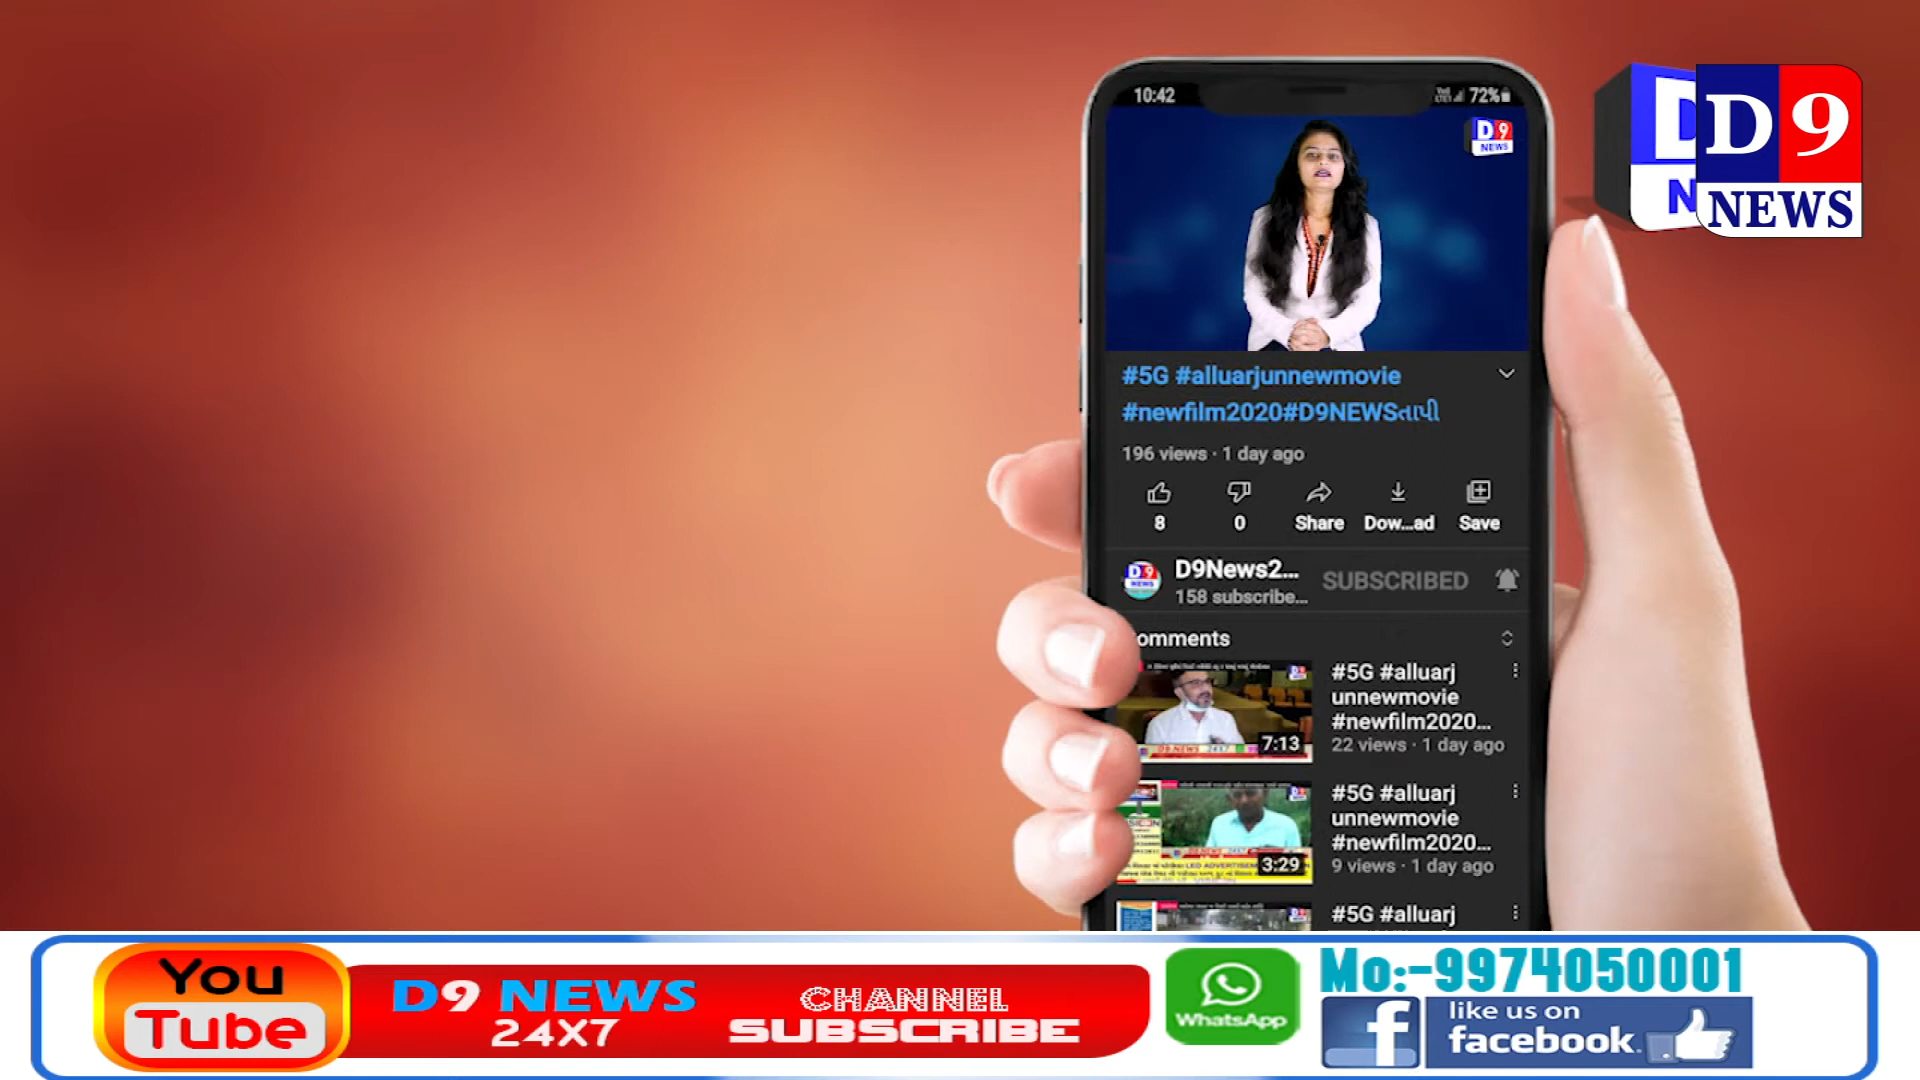 10:42
72%
D 9
NEWS
D 9
NEWS
#5G #alluarjunnewmovie
#newfilm2020#D9NEWSતાપી
196 views · 1 day ago
8
0
Share
Dow...ad
Save
D9News2...
SUBSCRIBED
158 subscribe...
omments
#5G #alluarj
unnewmovie
#newfilm2020...
22 views · 1 day ago
7:13
#5G #alluarj
unnewmovie
#newfilm2020...
9 views · 1 day ago
3:29
#5G #alluarj
You
Tube
D9 NEWS
24X7
CHANNEL
SUBSCRIBE
WhatsApp
Mo:-9974050001
like us on
facebook.